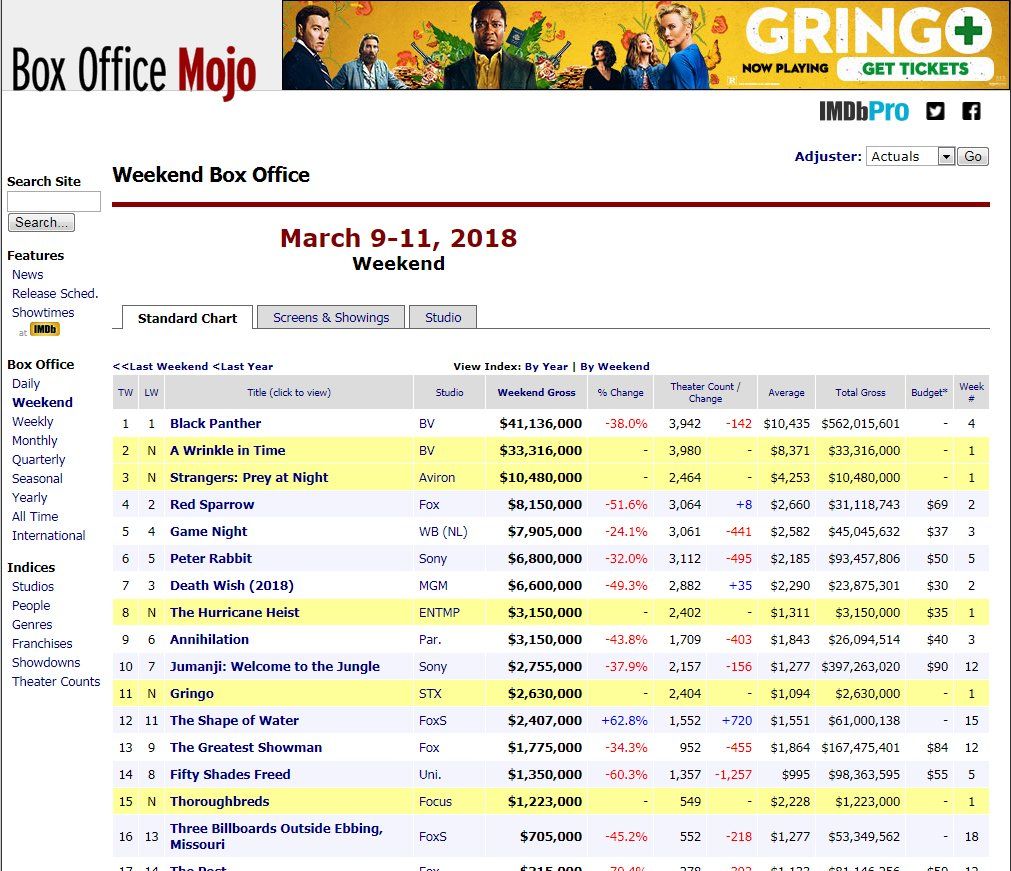 Box Office Mojo
GRINGO
NOW PLAYING GET TICKETS
IMDbPro
Adjuster: Actuals Go
Search Site
Search...
Features
News
Release Sched.
Showtimes
at IMDb
Box Office
Daily
Weekend
Weekly
Monthly
Quarterly
Seasonal
Yearly
All Time
International
Indices
Studios
People
Genres
Franchises
Showdowns
Theater Counts
Weekend Box Office
March 9-11, 2018
Weekend
Standard Chart Screens & Showings Studio
<<Last Weekend <Last Year View Index: By Year | By Weekend
TW LW Title (click to view) Studio Weekend Gross % Change Theater Count / Change Average Total Gross Budget* Week #
1 1 Black Panther BV $41,136,000 -38.0% 3,942 -142 $10,435 $562,015,601 - 4
2 N A Wrinkle in Time BV $33,316,000 - 3,980 - $8,371 $33,316,000 - 1
3 N Strangers: Prey at Night Aviron $10,480,000 - 2,464 - $4,253 $10,480,000 - 1
4 2 Red Sparrow Fox $8,150,000 -51.6% 3,064 +8 $2,660 $31,118,743 $69 2
5 4 Game Night WB (NL) $7,905,000 -24.1% 3,061 -441 $2,582 $45,045,632 $37 3
6 5 Peter Rabbit Sony $6,800,000 -32.0% 3,112 -495 $2,185 $93,457,806 $50 5
7 3 Death Wish (2018) MGM $6,600,000 -49.3% 2,882 +35 $2,290 $23,875,301 $30 2
8 N The Hurricane Heist ENTMP $3,150,000 - 2,402 - $1,311 $3,150,000 $35 1
9 6 Annihilation Par. $3,150,000 -43.8% 1,709 -403 $1,843 $26,094,514 $40 3
10 7 Jumanji: Welcome to the Jungle Sony $2,755,000 -37.9% 2,157 -156 $1,277 $397,263,020 $90 12
11 N Gringo STX $2,630,000 - 2,404 - $1,094 $2,630,000 - 1
12 11 The Shape of Water FoxS $2,407,000 +62.8% 1,552 +720 $1,551 $61,000,138 - 15
13 9 The Greatest Showman Fox $1,775,000 -34.3% 952 -455 $1,864 $167,475,401 $84 12
14 8 Fifty Shades Freed Uni. $1,350,000 -60.3% 1,357 -1,257 $995 $98,363,595 $55 5
15 N Thoroughbreds Focus $1,223,000 - 549 - $2,228 $1,223,000 - 1
16 13 Three Billboards Outside Ebbing, Missouri FoxS $705,000 -45.2% 552 -218 $1,277 $53,349,562 - 18
17 14 The Post Fox